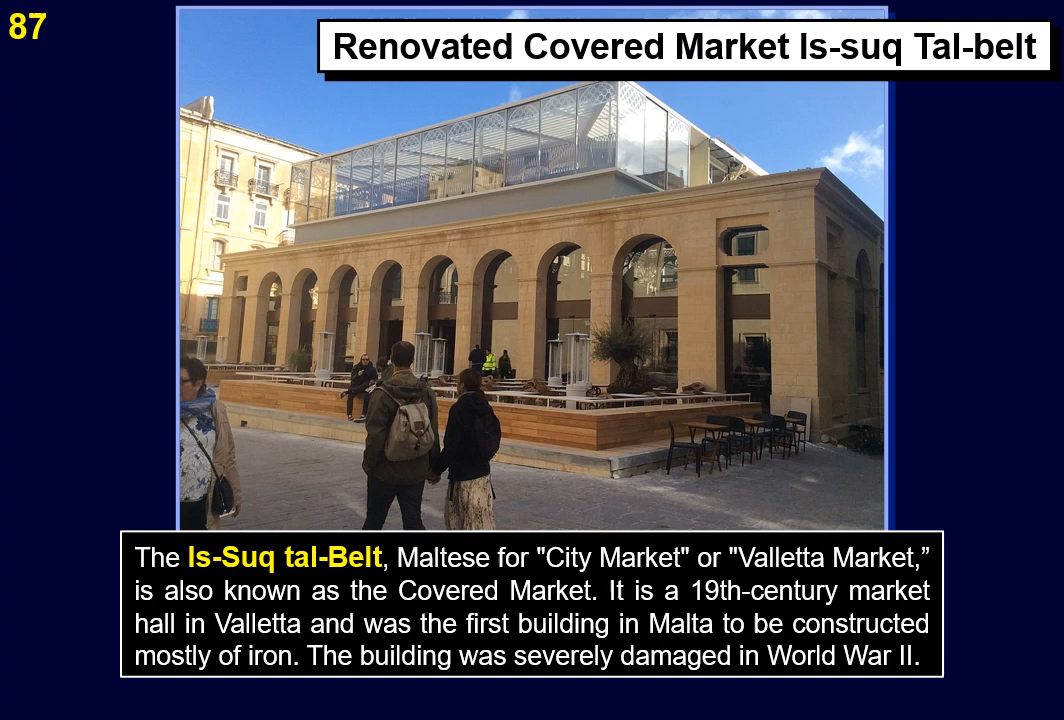 87
Renovated Covered Market Is-suq Tal-belt
The Is-Suq tal-Belt, Maltese for "City Market" or "Valletta Market,”
is also known as the Covered Market. It is a 19th-century market
hall in Valletta and was the first building in Malta to be constructed
mostly of iron. The building was severely damaged in World War II.